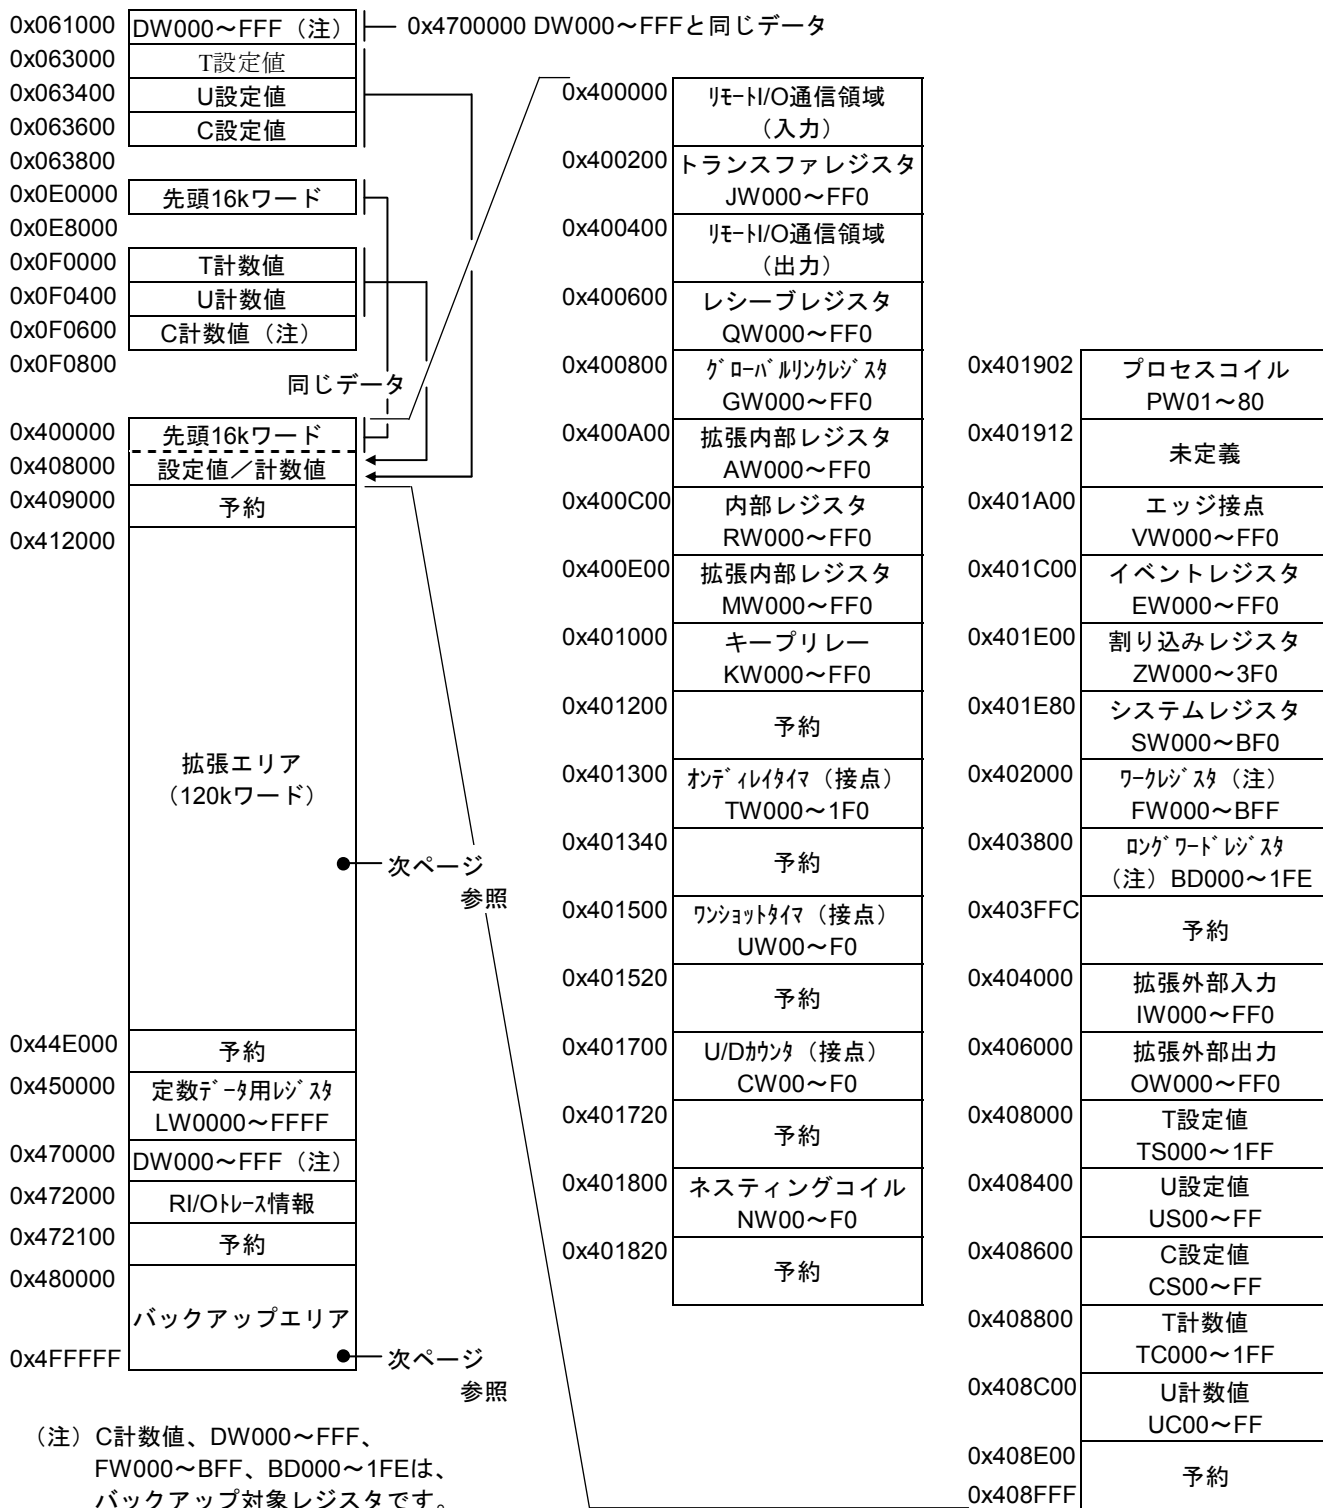 0x061000 DW000～FFF（注） 0x4700000 DW000～FFFと同じデータ
0x063000 T設定値
0x063400 U設定値
0x063600 C設定値
0x063800
0x0E0000 先頭16kワード
0x0E8000
0x0F0000 T計数値
0x0F0400 U計数値
0x0F0600 C計数値（注）
0x0F0800
同じデータ
0x400000 先頭16kワード
0x408000 設定値／計数値
0x409000 予約
0x412000
拡張エリア
（120kワード）
次ページ
参照
0x44E000 予約
0x450000 定数ﾃﾞｰﾀ用ﾚｼﾞｽﾀ
LW0000～FFFF
0x470000 DW000～FFF（注）
0x472000 RI/Oﾄﾚｰｽ情報
0x472100 予約
0x480000
バックアップエリア
0x4FFFFF
次ページ
参照
（注）C計数値、DW000～FFF、
FW000～BFF、BD000～1FEは、
バックアップ対象レジスタです。
0x400000 ﾘﾓｰﾄI/O通信領域
（入力）
0x400200 トランスファレジスタ
JW000～FF0
0x400400 ﾘﾓｰﾄI/O通信領域
（出力）
0x400600 レシーブレジスタ
QW000～FF0
0x400800 ｸﾞﾛｰﾊﾞﾙﾘﾝｸﾚｼﾞｽﾀ
GW000～FF0
0x400A00 拡張内部レジスタ
AW000～FF0
0x400C00 内部レジスタ
RW000～FF0
0x400E00 拡張内部レジスタ
MW000～FF0
0x401000 キープリレー
KW000～FF0
0x401200 予約
0x401300 ｵﾝﾃﾞｨﾚｲﾀｲﾏ（接点）
TW000～1F0
0x401340 予約
0x401500 ﾜﾝｼｮｯﾄﾀｲﾏ（接点）
UW00～F0
0x401520 予約
0x401700 U/Dｶｳﾝﾀ（接点）
CW00～F0
0x401720 予約
0x401800 ネスティングコイル
NW00～F0
0x401820 予約
0x401902 プロセスコイル
PW01～80
0x401912 未定義
0x401A00 エッジ接点
VW000～FF0
0x401C00 イベントレジスタ
EW000～FF0
0x401E00 割り込みレジスタ
ZW000～3F0
0x401E80 システムレジスタ
SW000～BF0
0x402000 ﾜｰｸﾚｼﾞｽﾀ（注）
FW000～BFF
0x403800 ﾛﾝｸﾞﾜｰﾄﾞﾚｼﾞｽﾀ
（注）BD000～1FE
0x403FFC 予約
0x404000 拡張外部入力
IW000～FF0
0x406000 拡張外部出力
OW000～FF0
0x408000 T設定値
TS000～1FF
0x408400 U設定値
US00～FF
0x408600 C設定値
CS00～FF
0x408800 T計数値
TC000～1FF
0x408C00 U計数値
UC00～FF
0x408E00 予約
0x408FFF